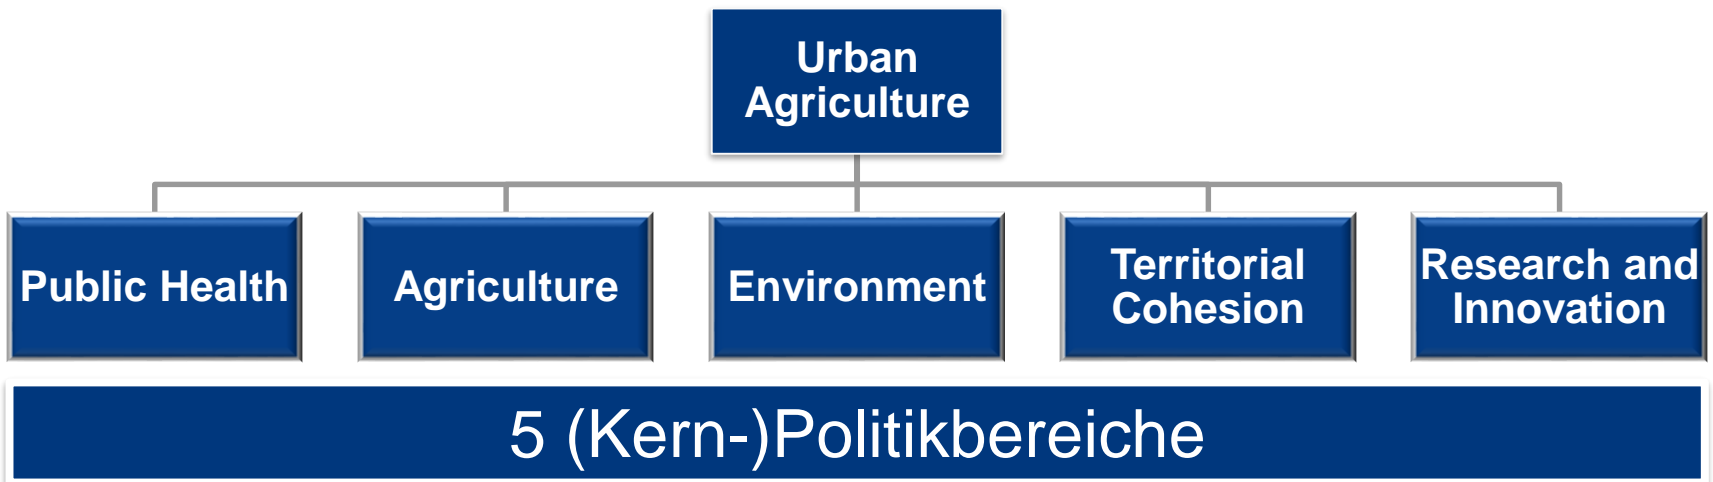 Urban
Agriculture
Public Health
Agriculture
Environment
Territorial
Cohesion
Research and
Innovation
5 (Kern-)Politikbereiche